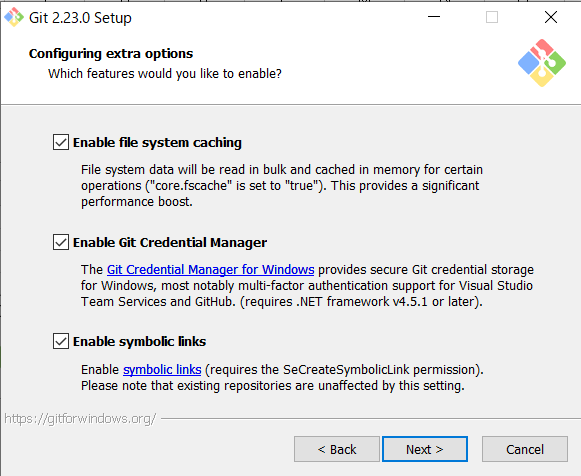 Git 2.23.0 Setup
Configuring extra options
Which features would you like to enable?
Enable file system caching
File system data will be read in bulk and cached in memory for certain
operations ("core.fscache" is set to "true"). This provides a significant
performance boost.
Enable Git Credential Manager
The Git Credential Manager for Windows provides secure Git credential storage
for Windows, most notably multi-factor authentication support for Visual Studio
Team Services and GitHub. (requires .NET framework v4.5.1 or later).
Enable symbolic links
Enable symbolic links (requires the SeCreateSymbolicLink permission).
Please note that existing repositories are unaffected by this setting.
https://gitforwindows.org/
< Back Next > Cancel